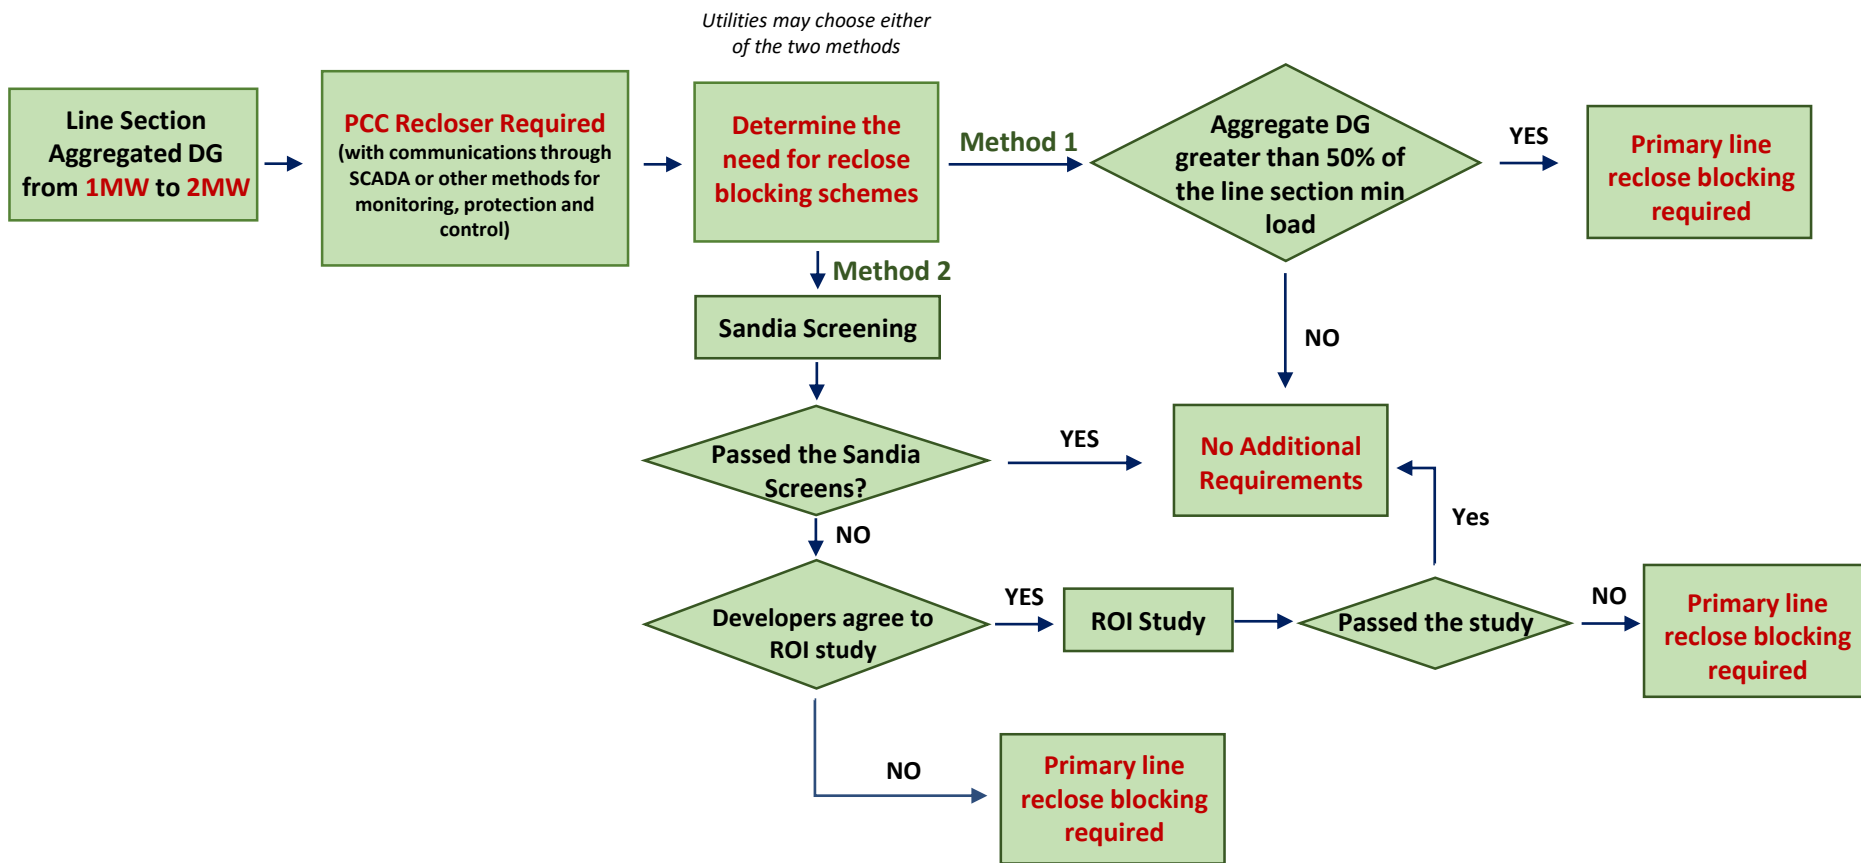 Utilities may choose either
of the two methods
Line Section
Aggregated DG
from 1MW to 2MW
PCC Recloser Required
(with communications through
SCADA or other methods for
monitoring, protection and
control)
Determine the
need for reclose
blocking schemes
Method 1
Aggregate DG
greater than 50% of
the line section min
load
YES
Primary line
reclose blocking
required
Method 2
NO
Sandia Screening
Passed the Sandia
Screens?
YES
No Additional
Requirements
NO
Yes
Developers agree to
ROI study
YES
ROI Study
Passed the study
NO
Primary line
reclose blocking
required
NO
Primary line
reclose blocking
required